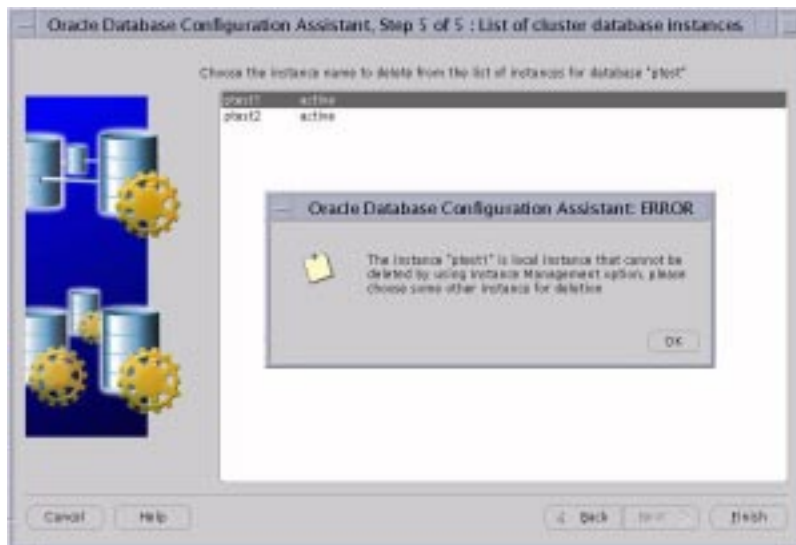 Oracle Database Configuration Assistant, Step 5 of 5 : List of cluster database instances
Choose the instance name to delete from the list of instances for database "ptest"
ptest1 active
ptest2 active
Oracle Database Configuration Assistant: ERROR
The instance "ptest1" is local instance that cannot be
deleted by using Instance Management option, please
choose some other instance for deletion
OK
Cancel
Help
Back
Next
Finish